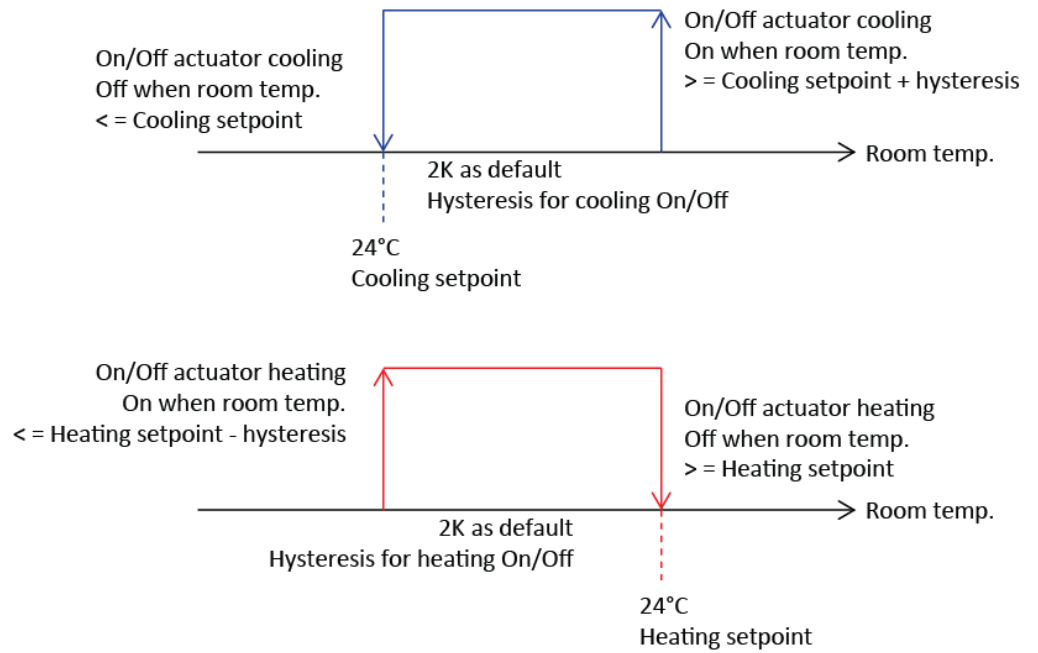 On/Off actuator cooling
Off when room temp.
< = Cooling setpoint
On/Off actuator cooling
On when room temp.
> = Cooling setpoint + hysteresis
Room temp.
2K as default
Hysteresis for cooling On/Off
24°C
Cooling setpoint
On/Off actuator heating
On when room temp.
< = Heating setpoint - hysteresis
On/Off actuator heating
Off when room temp.
> = Heating setpoint
Room temp.
2K as default
Hysteresis for heating On/Off
24°C
Heating setpoint